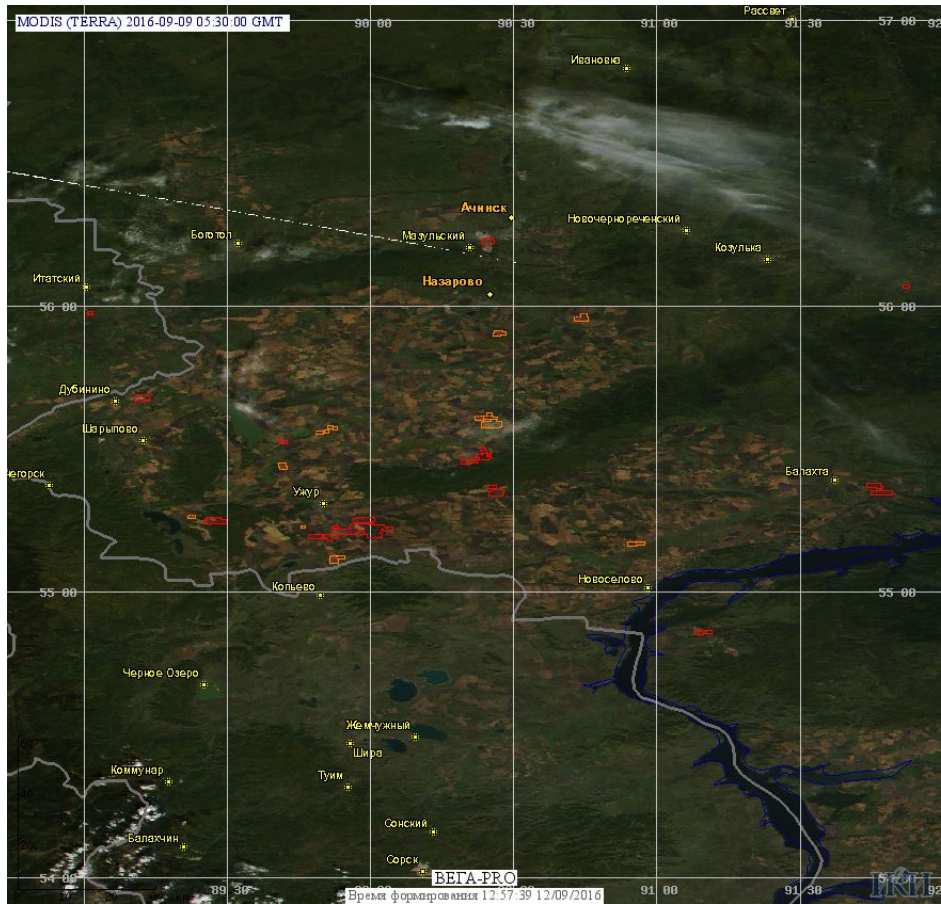 Рассвет
57 00
MODIS (TERRA) 2016-09-09 05:30:00 GMT
90 00
90 30
91 00
91 30
Ивановка
Ачинск
Новочернореченский
Боготол
Мазульский
Козулька
Итатский
Назарово
56 00
56 00
Дубинино
Шарыпово
негорск
Балахта
Ужур
Копьево
Новоселово
55 00
55 00
Черное Озеро
Жемчужный
Шира
Коммунар
Туим
Сонский
Балахчин
Сорск
ВЕГА-PRO
54 00
89 30
91 00
91 30
Время формирования 12:57:39 12/09/2016
ИКИ